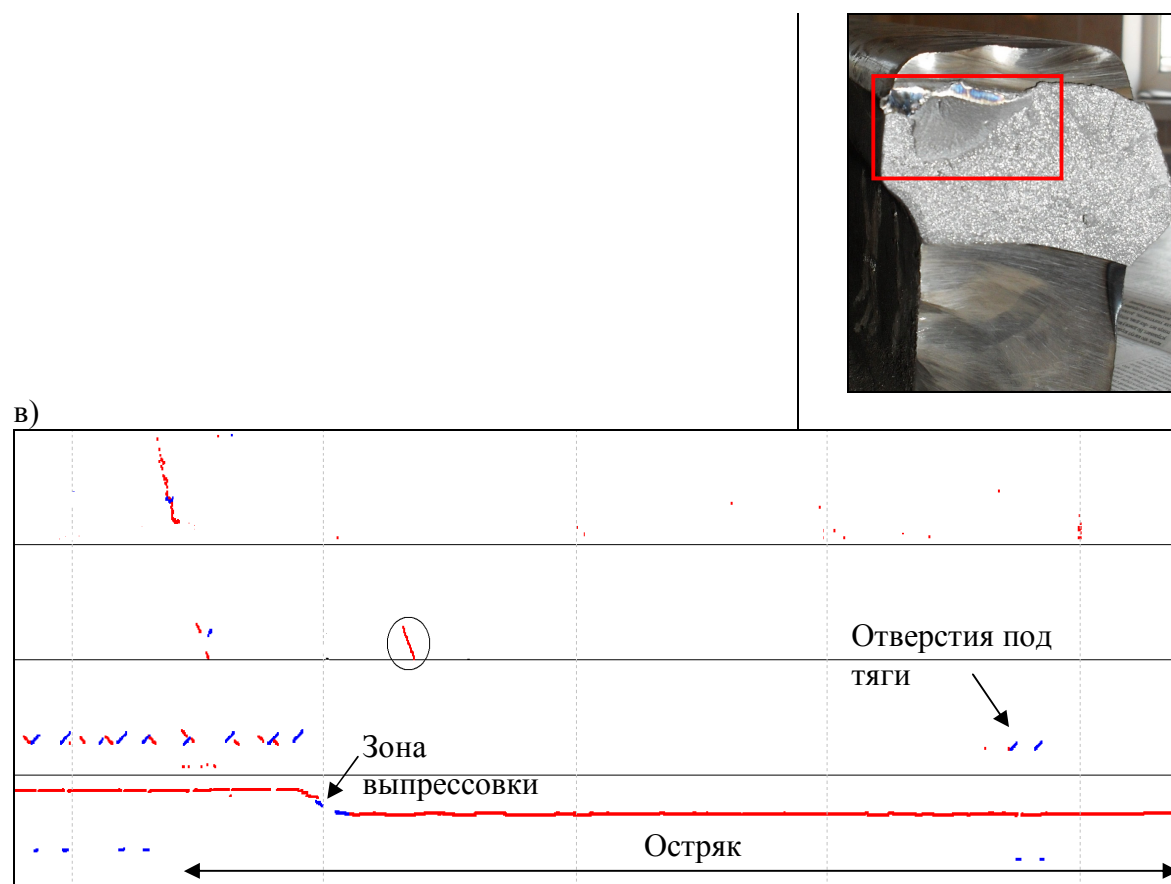 в)
Отверстия под
тяги
Зона
выпрессовки
Остряк